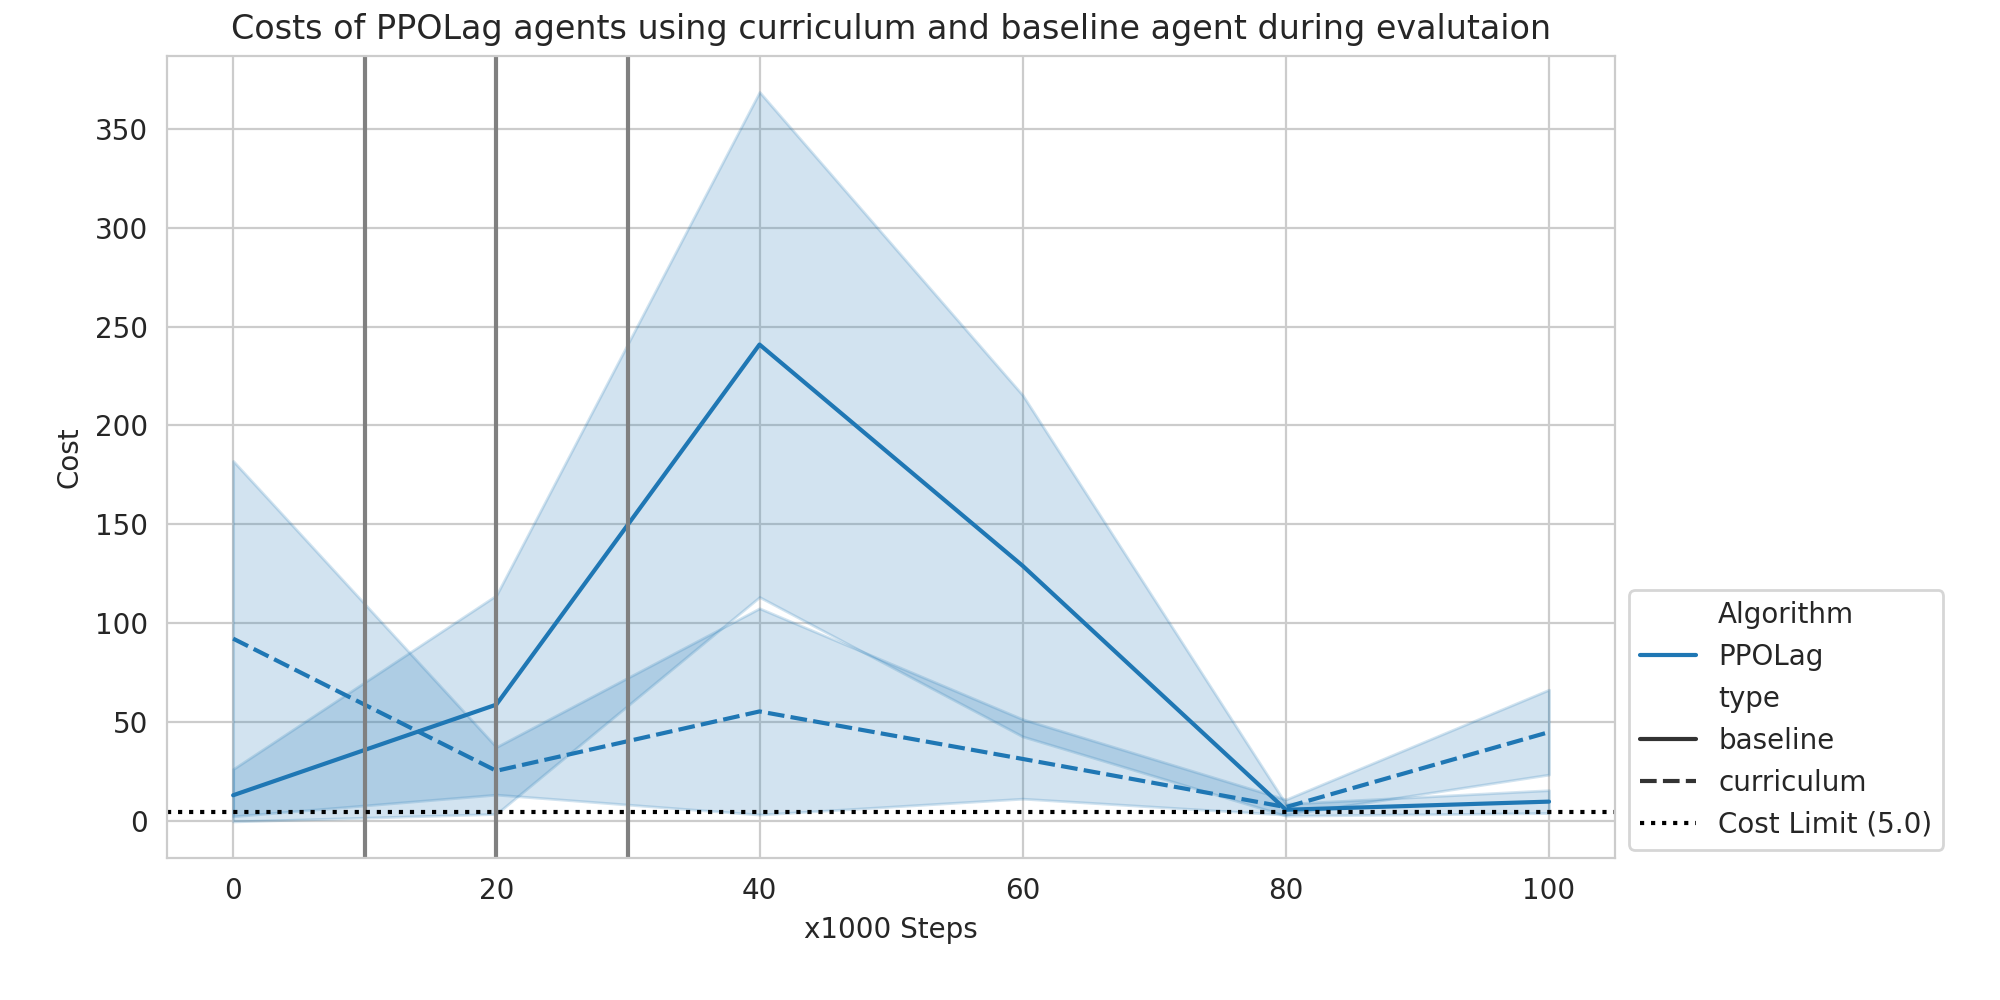 Costs of PPOLag agents using curriculum and baseline agent during evalutaion
350
300
250
200
150
100
50
0
Cost
0 20 40 60 80 100
x1000 Steps
Algorithm
PPOLag
type
baseline
curriculum
Cost Limit (5.0)